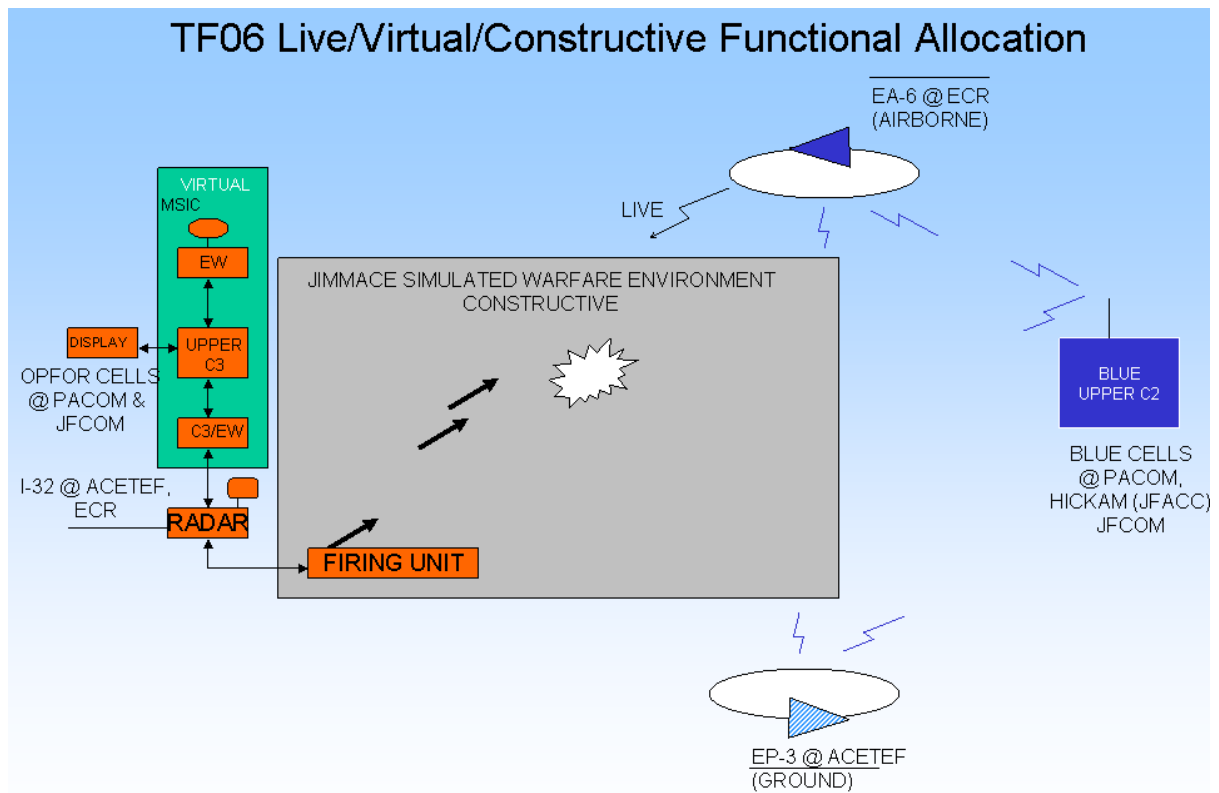 TF06 Live/Virtual/Constructive Functional Allocation
EA-6 @ ECR
(AIRBORNE)
VIRTUAL
MSIC
EW
LIVE
JIMMACE SIMULATED WARFARE ENVIRONMENT
CONSTRUCTIVE
DISPLAY
UPPER
C3
OPFOR CELLS
@ PACOM &
JFCOM
C3/EW
I-32 @ ACETEF,
ECR
RADAR
FIRING UNIT
BLUE
UPPER C2
BLUE CELLS
@ PACOM,
HICKAM (JFACC)
JFCOM
EP-3 @ ACETEF
(GROUND)